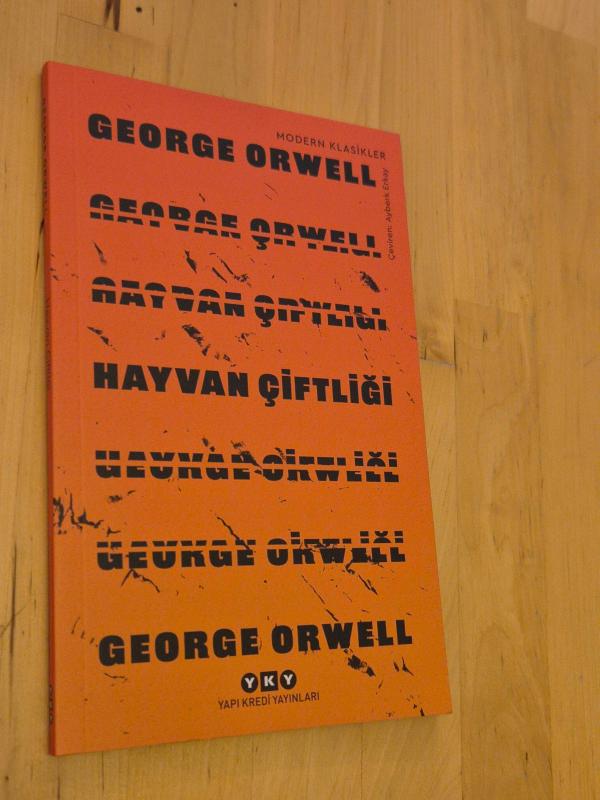 MODERN KLASİKLER
GEORGE ORWELL
Çeviren: Ayberk Erkay
HAYVAN ÇİFTLİĞİ
GEORGE ORWELL
YKY
YAPI KREDİ YAYINLARI